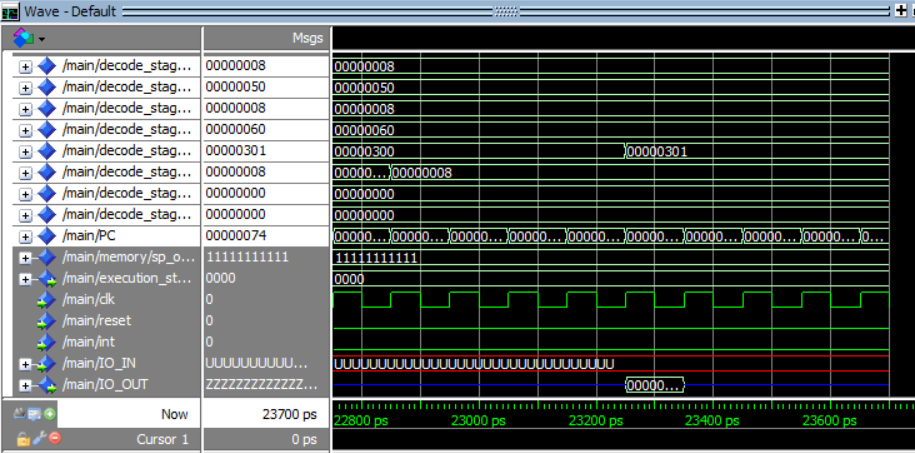 Wave - Default
Msgs
/main/decode_stag... 00000008 00000008
/main/decode_stag... 00000050 00000050
/main/decode_stag... 00000008 00000008
/main/decode_stag... 00000060 00000060
/main/decode_stag... 00000301 00000300 00000301
/main/decode_stag... 00000008 00000... 00000008
/main/decode_stag... 00000000 00000000
/main/decode_stag... 00000000 00000000
/main/PC 00000074 00000... 00000... 00000... 00000... 00000... 00000... 00000... 00000... 00000... 0...
/main/memory/sp_o... 11111111111 11111111111
/main/execution_st... 0000 0000
/main/clk 0
/main/reset 0
/main/int 0
/main/IO_IN UUUUUUUUUU... UUUUUUUUUUUUUUUUUUUUUUUUUUUUUUUU
/main/IO_OUT ZZZZZZZZZZZZZ... 00000...
Now 23700 ps 22800 ps 23000 ps 23200 ps 23400 ps 23600 ps
Cursor 1 0 ps